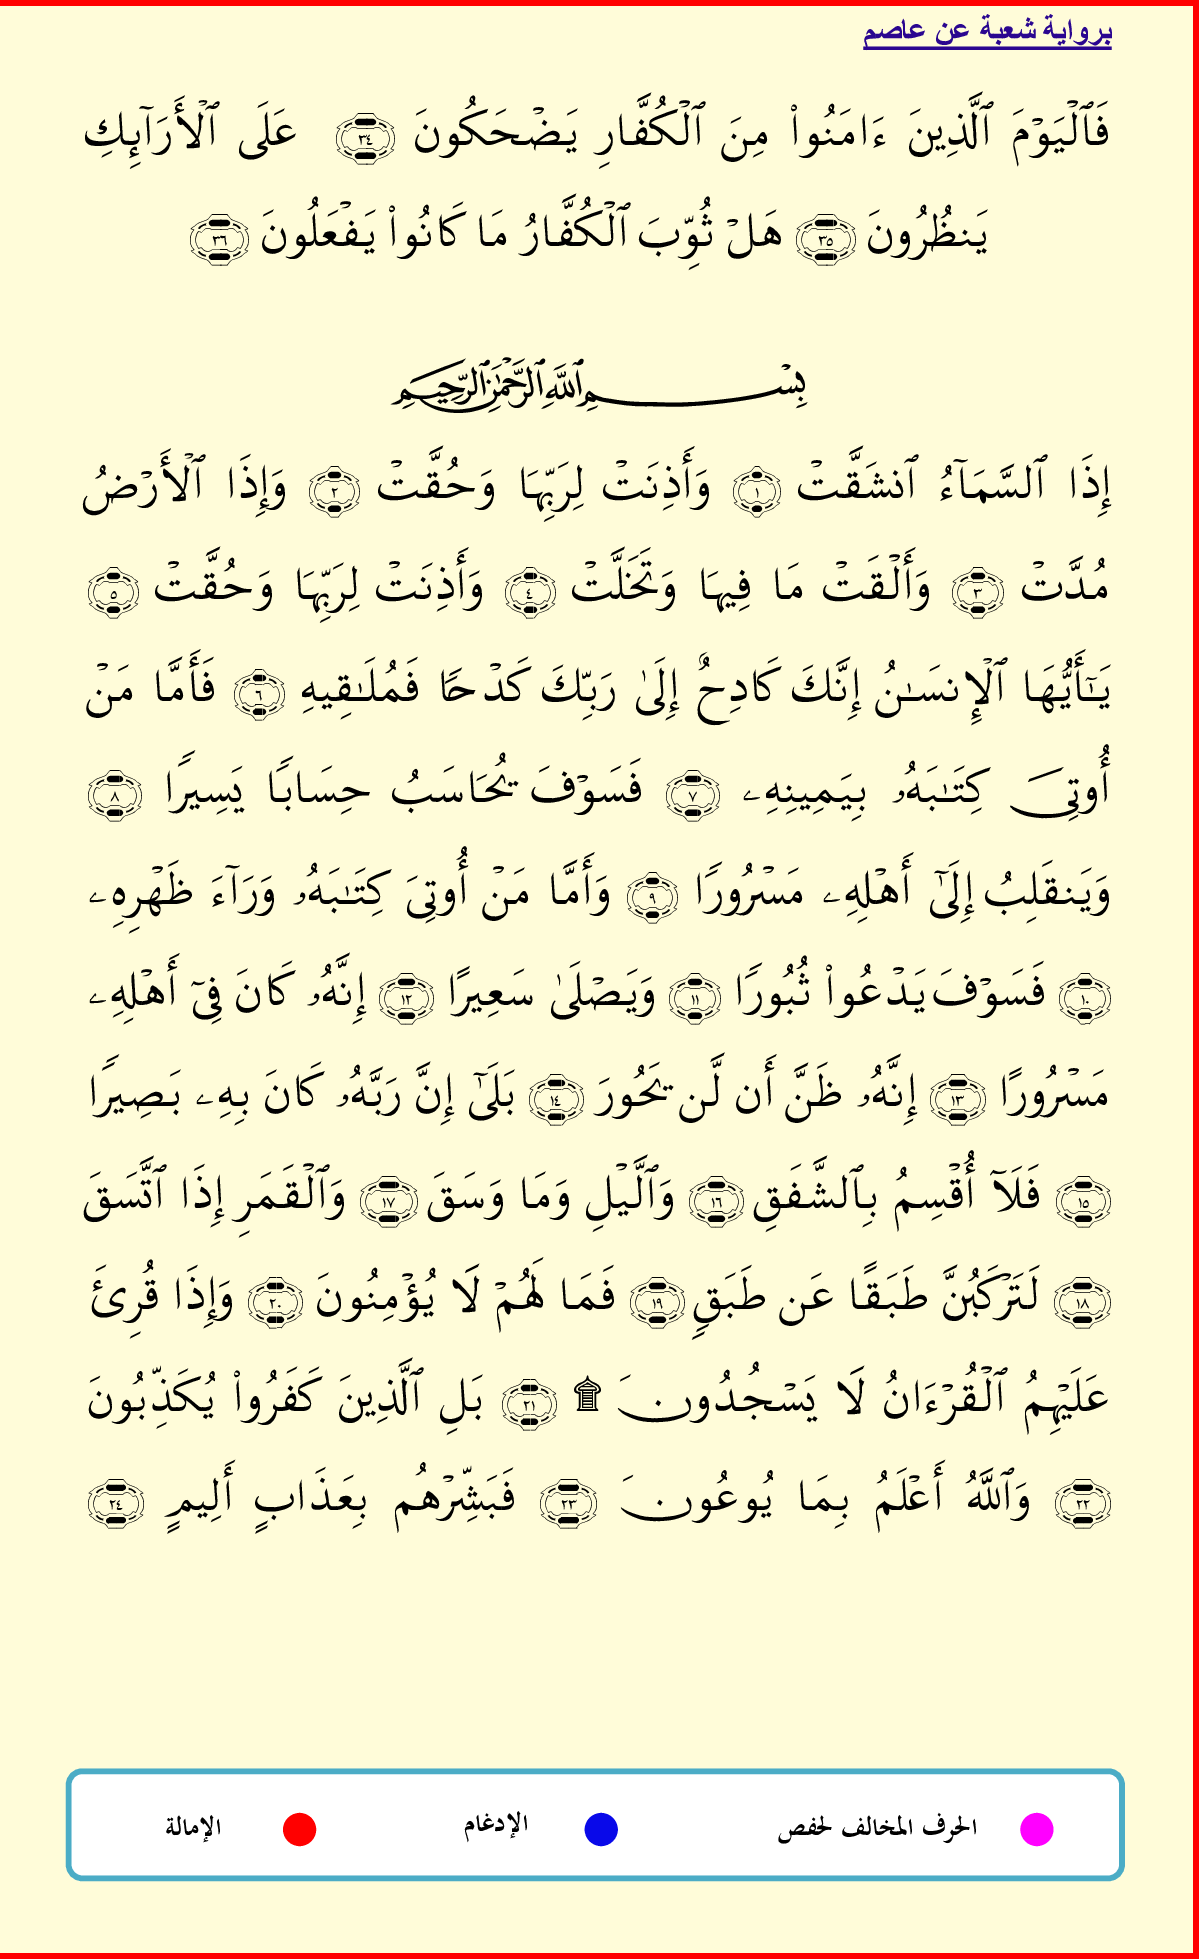 برواية شعبة عن عاصم
فَٱلۡيَوۡمَ ٱلَّذِينَ ءَامَنُواْ مِنَ ٱلۡكُفَّارِ يَضۡحَكُونَ ٣٤ عَلَى ٱلۡأَرَآئِكِ
يَنظُرُونَ ٣٥ هَلۡ ثُوِّبَ ٱلۡكُفَّارُ مَا كَانُواْ يَفۡعَلُونَ ٣٦
بِسۡمِ ٱللَّهِ ٱلرَّحۡمَٰنِ ٱلرَّحِيمِ
إِذَا ٱلسَّمَآءُ ٱنشَقَّتۡ ١ وَأَذِنَتۡ لِرَبِّهَا وَحُقَّتۡ ٢ وَإِذَا ٱلۡأَرۡضُ
مُدَّتۡ ٣ وَأَلۡقَتۡ مَا فِيهَا وَتَخَلَّتۡ ٤ وَأَذِنَتۡ لِرَبِّهَا وَحُقَّتۡ ٥
يَـٰٓأَيُّهَا ٱلۡإِنسَـٰنُ إِنَّكَ كَادِحٌ إِلَىٰ رَبِّكَ كَدۡحًا فَمُلَـٰقِيهِ ٦ فَأَمَّا مَنۡ
أُوتِيَ كِتَـٰبَهُۥ بِيَمِينِهِۦ ٧ فَسَوۡفَ يُحَاسَبُ حِسَابًا يَسِيرًا ٨
وَيَنقَلِبُ إِلَىٰٓ أَهۡلِهِۦ مَسۡرُورًا ٩ وَأَمَّا مَنۡ أُوتِيَ كِتَـٰبَهُۥ وَرَآءَ ظَهۡرِهِۦ
١٠ فَسَوۡفَ يَدۡعُواْ ثُبُورًا ١١ وَيَصۡلَىٰ سَعِيرًا ١٢ إِنَّهُۥ كَانَ فِيٓ أَهۡلِهِۦ
مَسۡرُورًا ١٣ إِنَّهُۥ ظَنَّ أَن لَّن يَحُورَ ١٤ بَلَىٰٓ إِنَّ رَبَّهُۥ كَانَ بِهِۦ بَصِيرًا
١٥ فَلَآ أُقۡسِمُ بِٱلشَّفَقِ ١٦ وَٱلَّيۡلِ وَمَا وَسَقَ ١٧ وَٱلۡقَمَرِ إِذَا ٱتَّسَقَ
١٨ لَتَرۡكَبُنَّ طَبَقًا عَن طَبَقٍ ١٩ فَمَا لَهُمۡ لَا يُؤۡمِنُونَ ٢٠ وَإِذَا قُرِئَ
عَلَيۡهِمُ ٱلۡقُرۡءَانُ لَا يَسۡجُدُونَ ۩ ٢١ بَلِ ٱلَّذِينَ كَفَرُواْ يُكَذِّبُونَ
٢٢ وَٱللَّهُ أَعۡلَمُ بِمَا يُوعُونَ ٢٣ فَبَشِّرۡهُم بِعَذَابٍ أَلِيمٍ ٢٤
الحرف المخالف لحفص الإدغام الإمالة